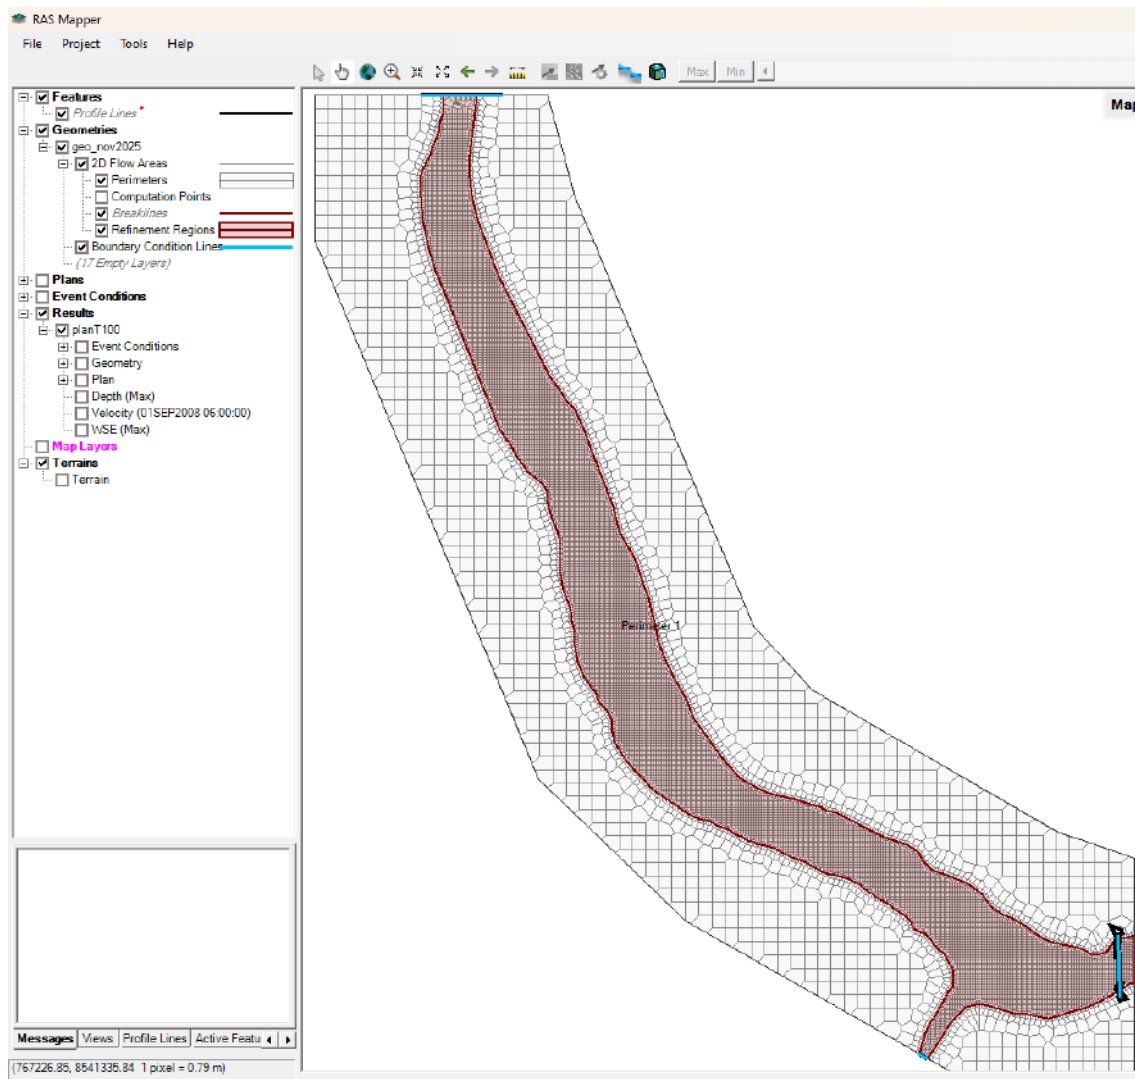 RAS Mapper
File Project Tools Help
Max Min
Features
Profile Lines *
Geometries
geo_nov2025
2D Flow Areas
Perimeters
Computation Points
Breaklines
Refinement Regions
Boundary Condition Lines
(17 Empty Layers)
Plans
Event Conditions
Results
planT100
Event Conditions
Geometry
Plan
Depth (Max)
Velocity (01SEP2008 06:00:00)
WSE (Max)
Map Layers
Terrains
Terrain
Map
Perimeter 1
Messages Views Profile Lines Active Featu
(767226.85, 8541335.84 1 pixel = 0.79 m)